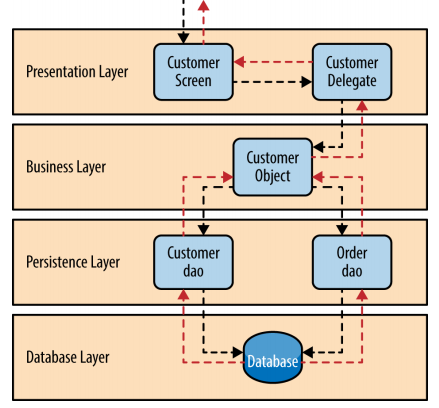 Presentation Layer
Customer
Screen
Customer
Delegate
Business Layer
Customer
Object
Persistence Layer
Customer
dao
Order
dao
Database Layer
Database